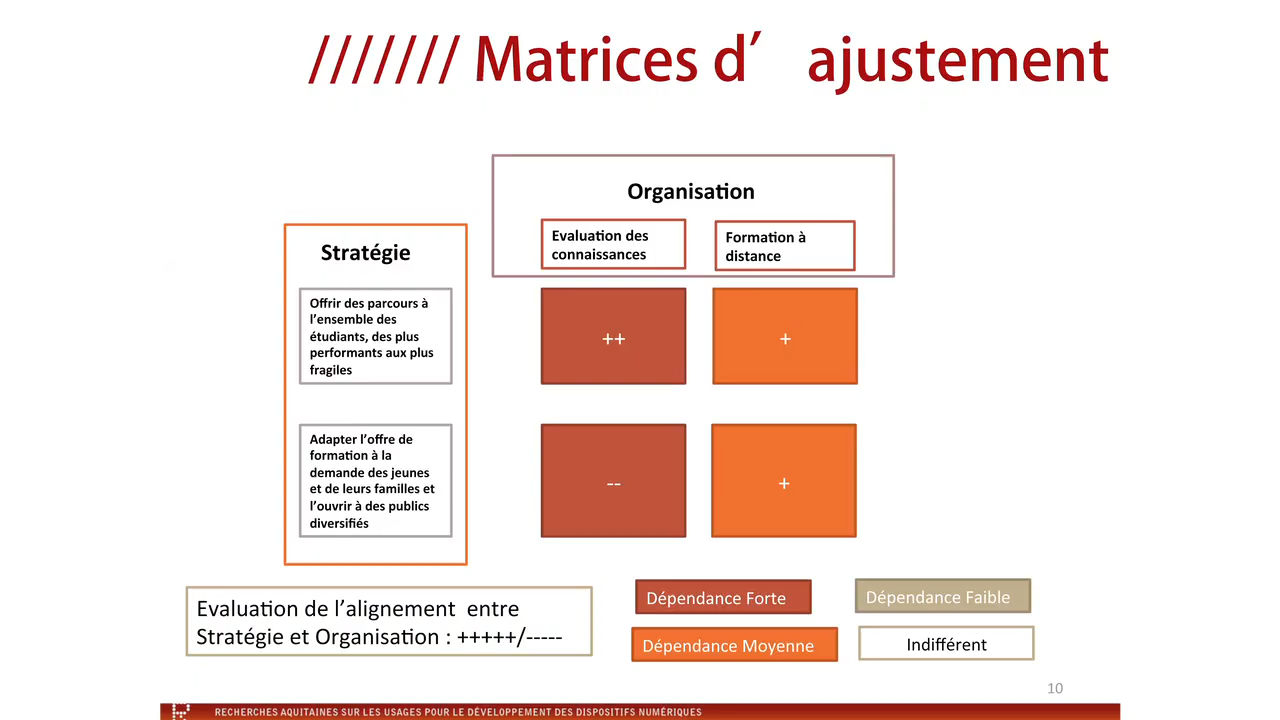 /////// Matrices d’ ajustement
Organisation
Evaluation des
connaissances
Formation à
distance
Stratégie
Offrir des parcours à
l’ensemble des
étudiants, des plus
performants aux plus
fragiles
++
+
Adapter l’offre de
formation à la
demande des jeunes
et de leurs familles et
l’ouvrir à des publics
diversifiés
--
+
Evaluation de l’alignement entre
Stratégie et Organisation : +++++/-----
Dépendance Forte
Dépendance Faible
Dépendance Moyenne
Indifférent
10
RECHERCHES AQUITAINES SUR LES USAGES POUR LE DÉVELOPPEMENT DES DISPOSITIFS NUMÉRIQUES